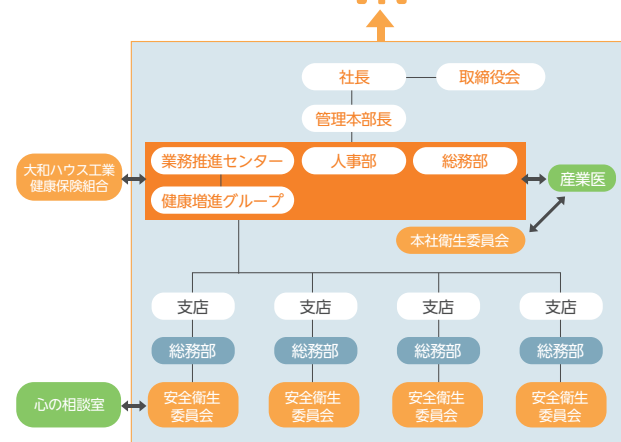 社長
取締役会
管理本部長
業務推進センター
人事部
総務部
健康増進グループ
大和ハウス工業
健康保険組合
産業医
本社衛生委員会
支店
支店
支店
支店
総務部
総務部
総務部
総務部
心の相談室
安全衛生
委員会
安全衛生
委員会
安全衛生
委員会
安全衛生
委員会